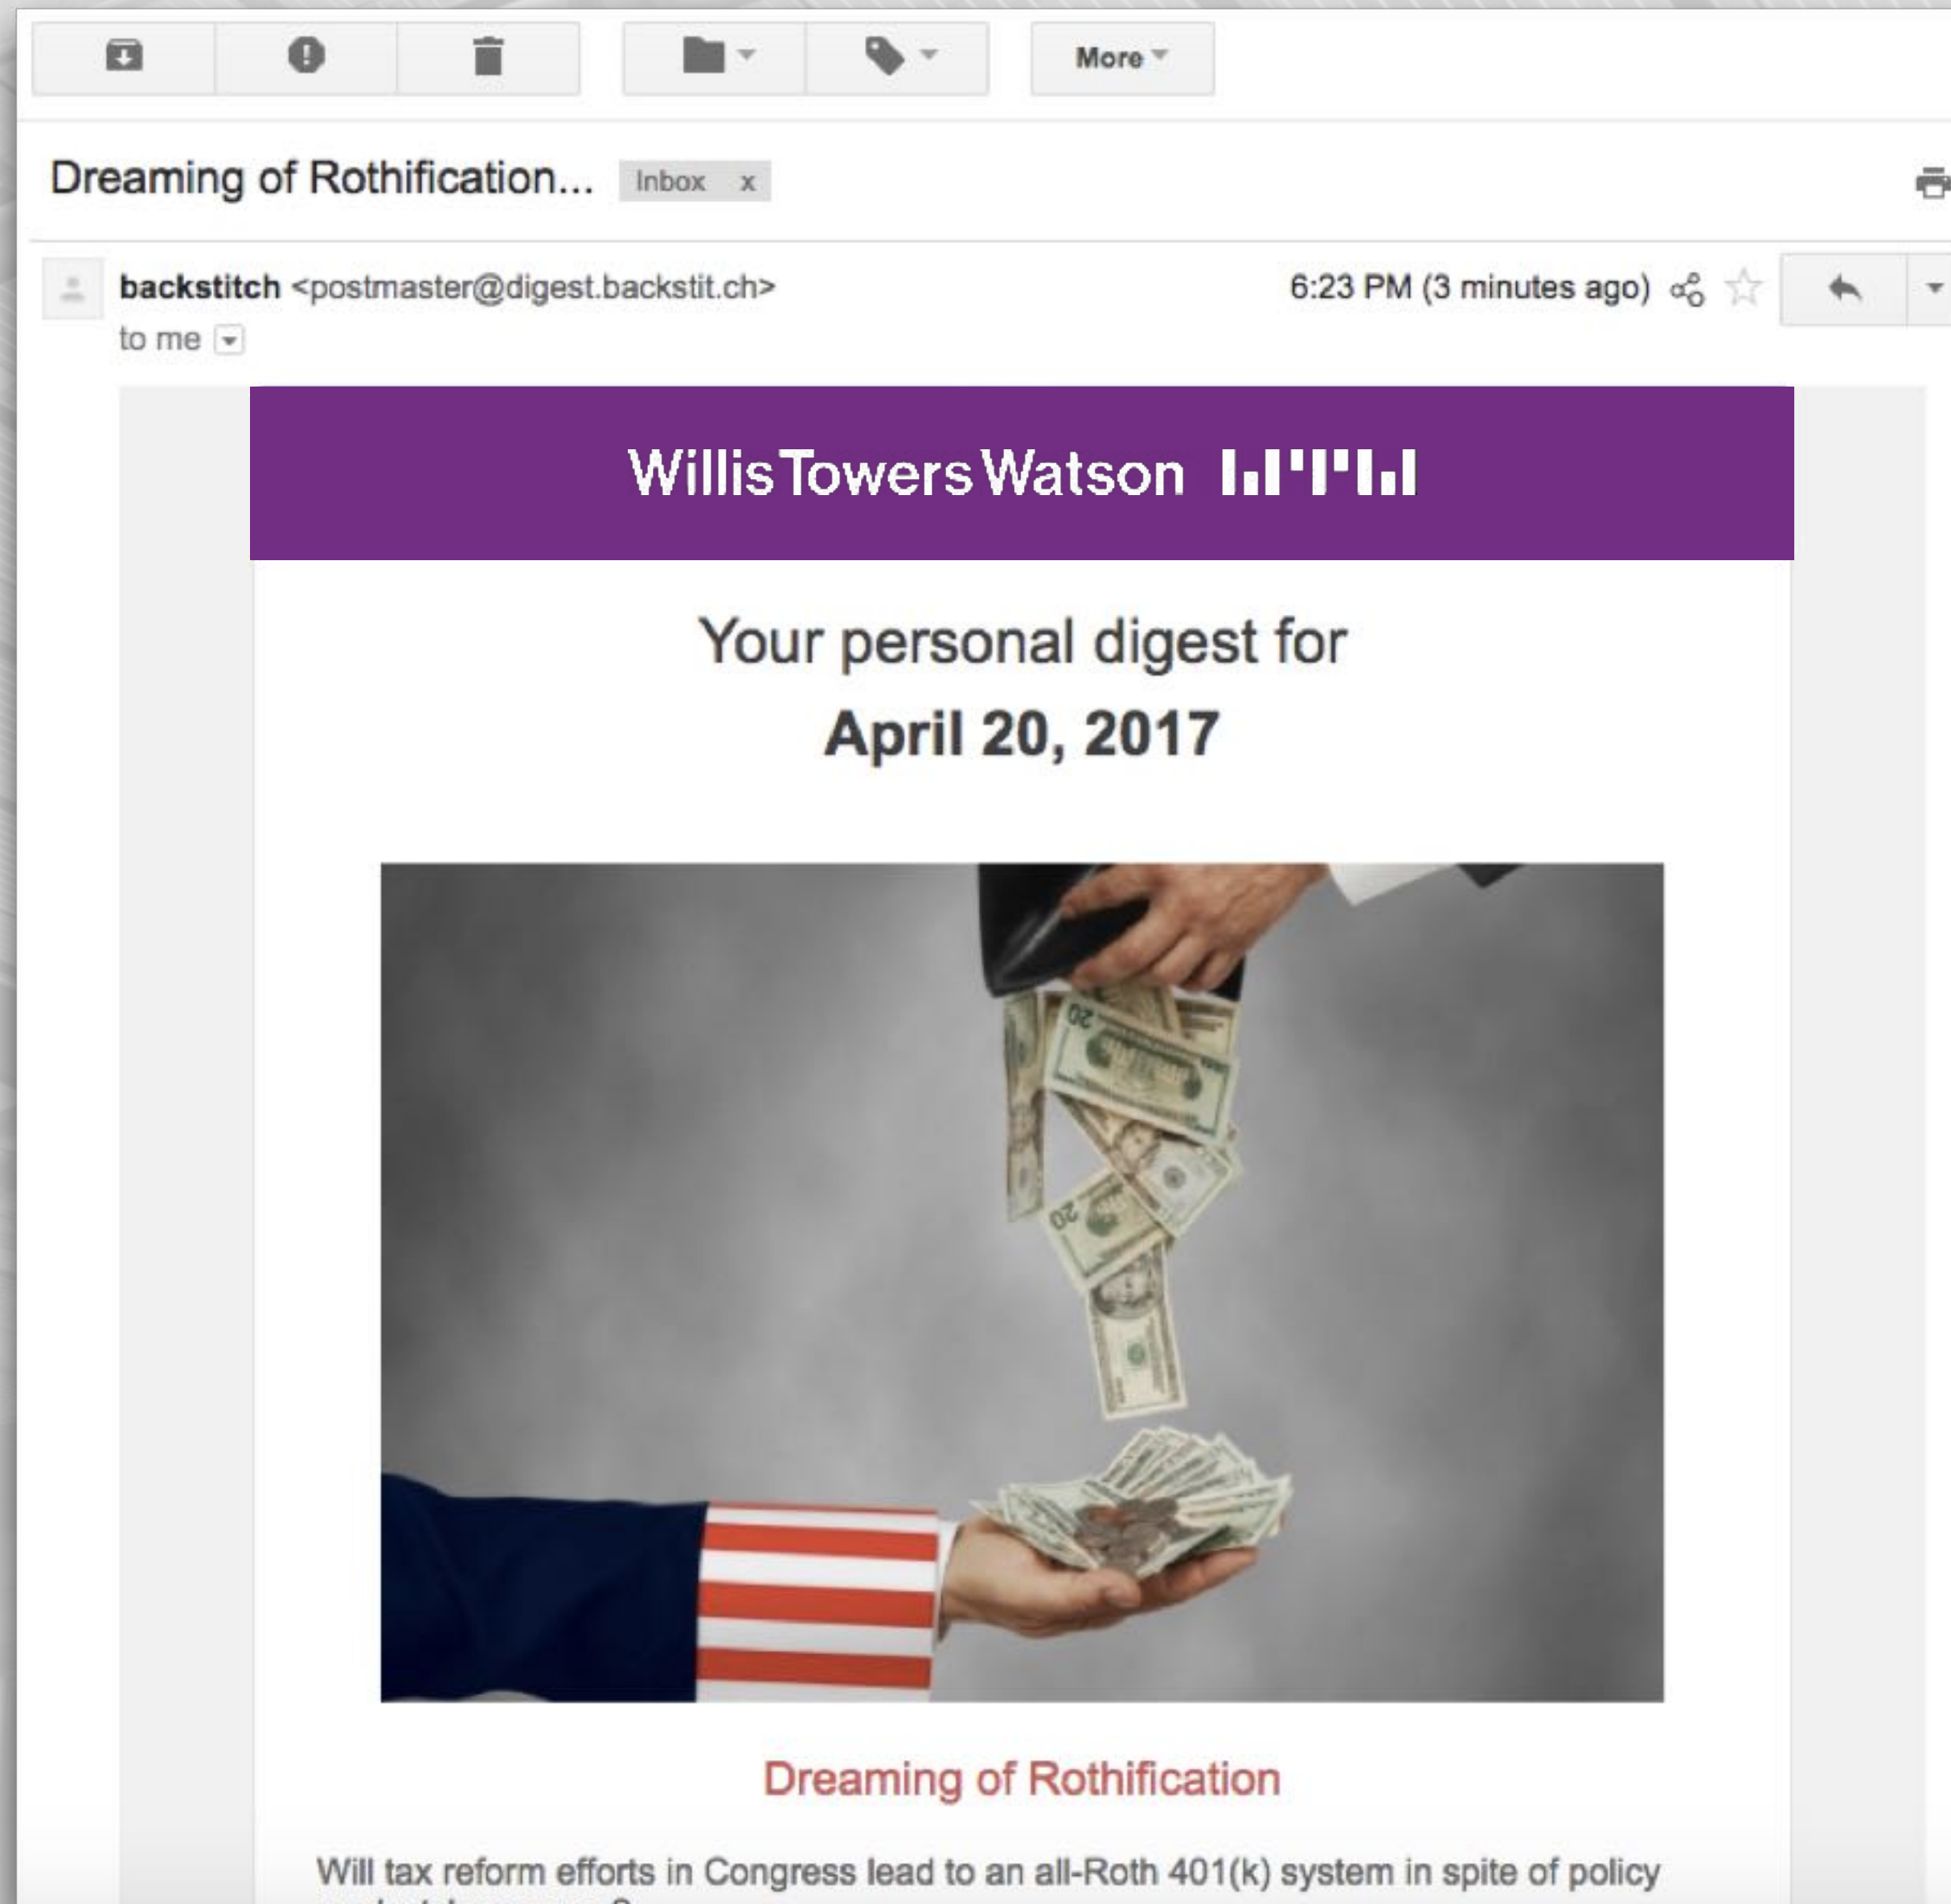 More
Dreaming of Rothification... Inbox x
backstitch <postmaster@digest.backstit.ch> 6:23 PM (3 minutes ago)
to me
Willis Towers Watson
Your personal digest for
April 20, 2017
20
20
Dreaming of Rothification
Will tax reform efforts in Congress lead to an all-Roth 401(k) system in spite of policy